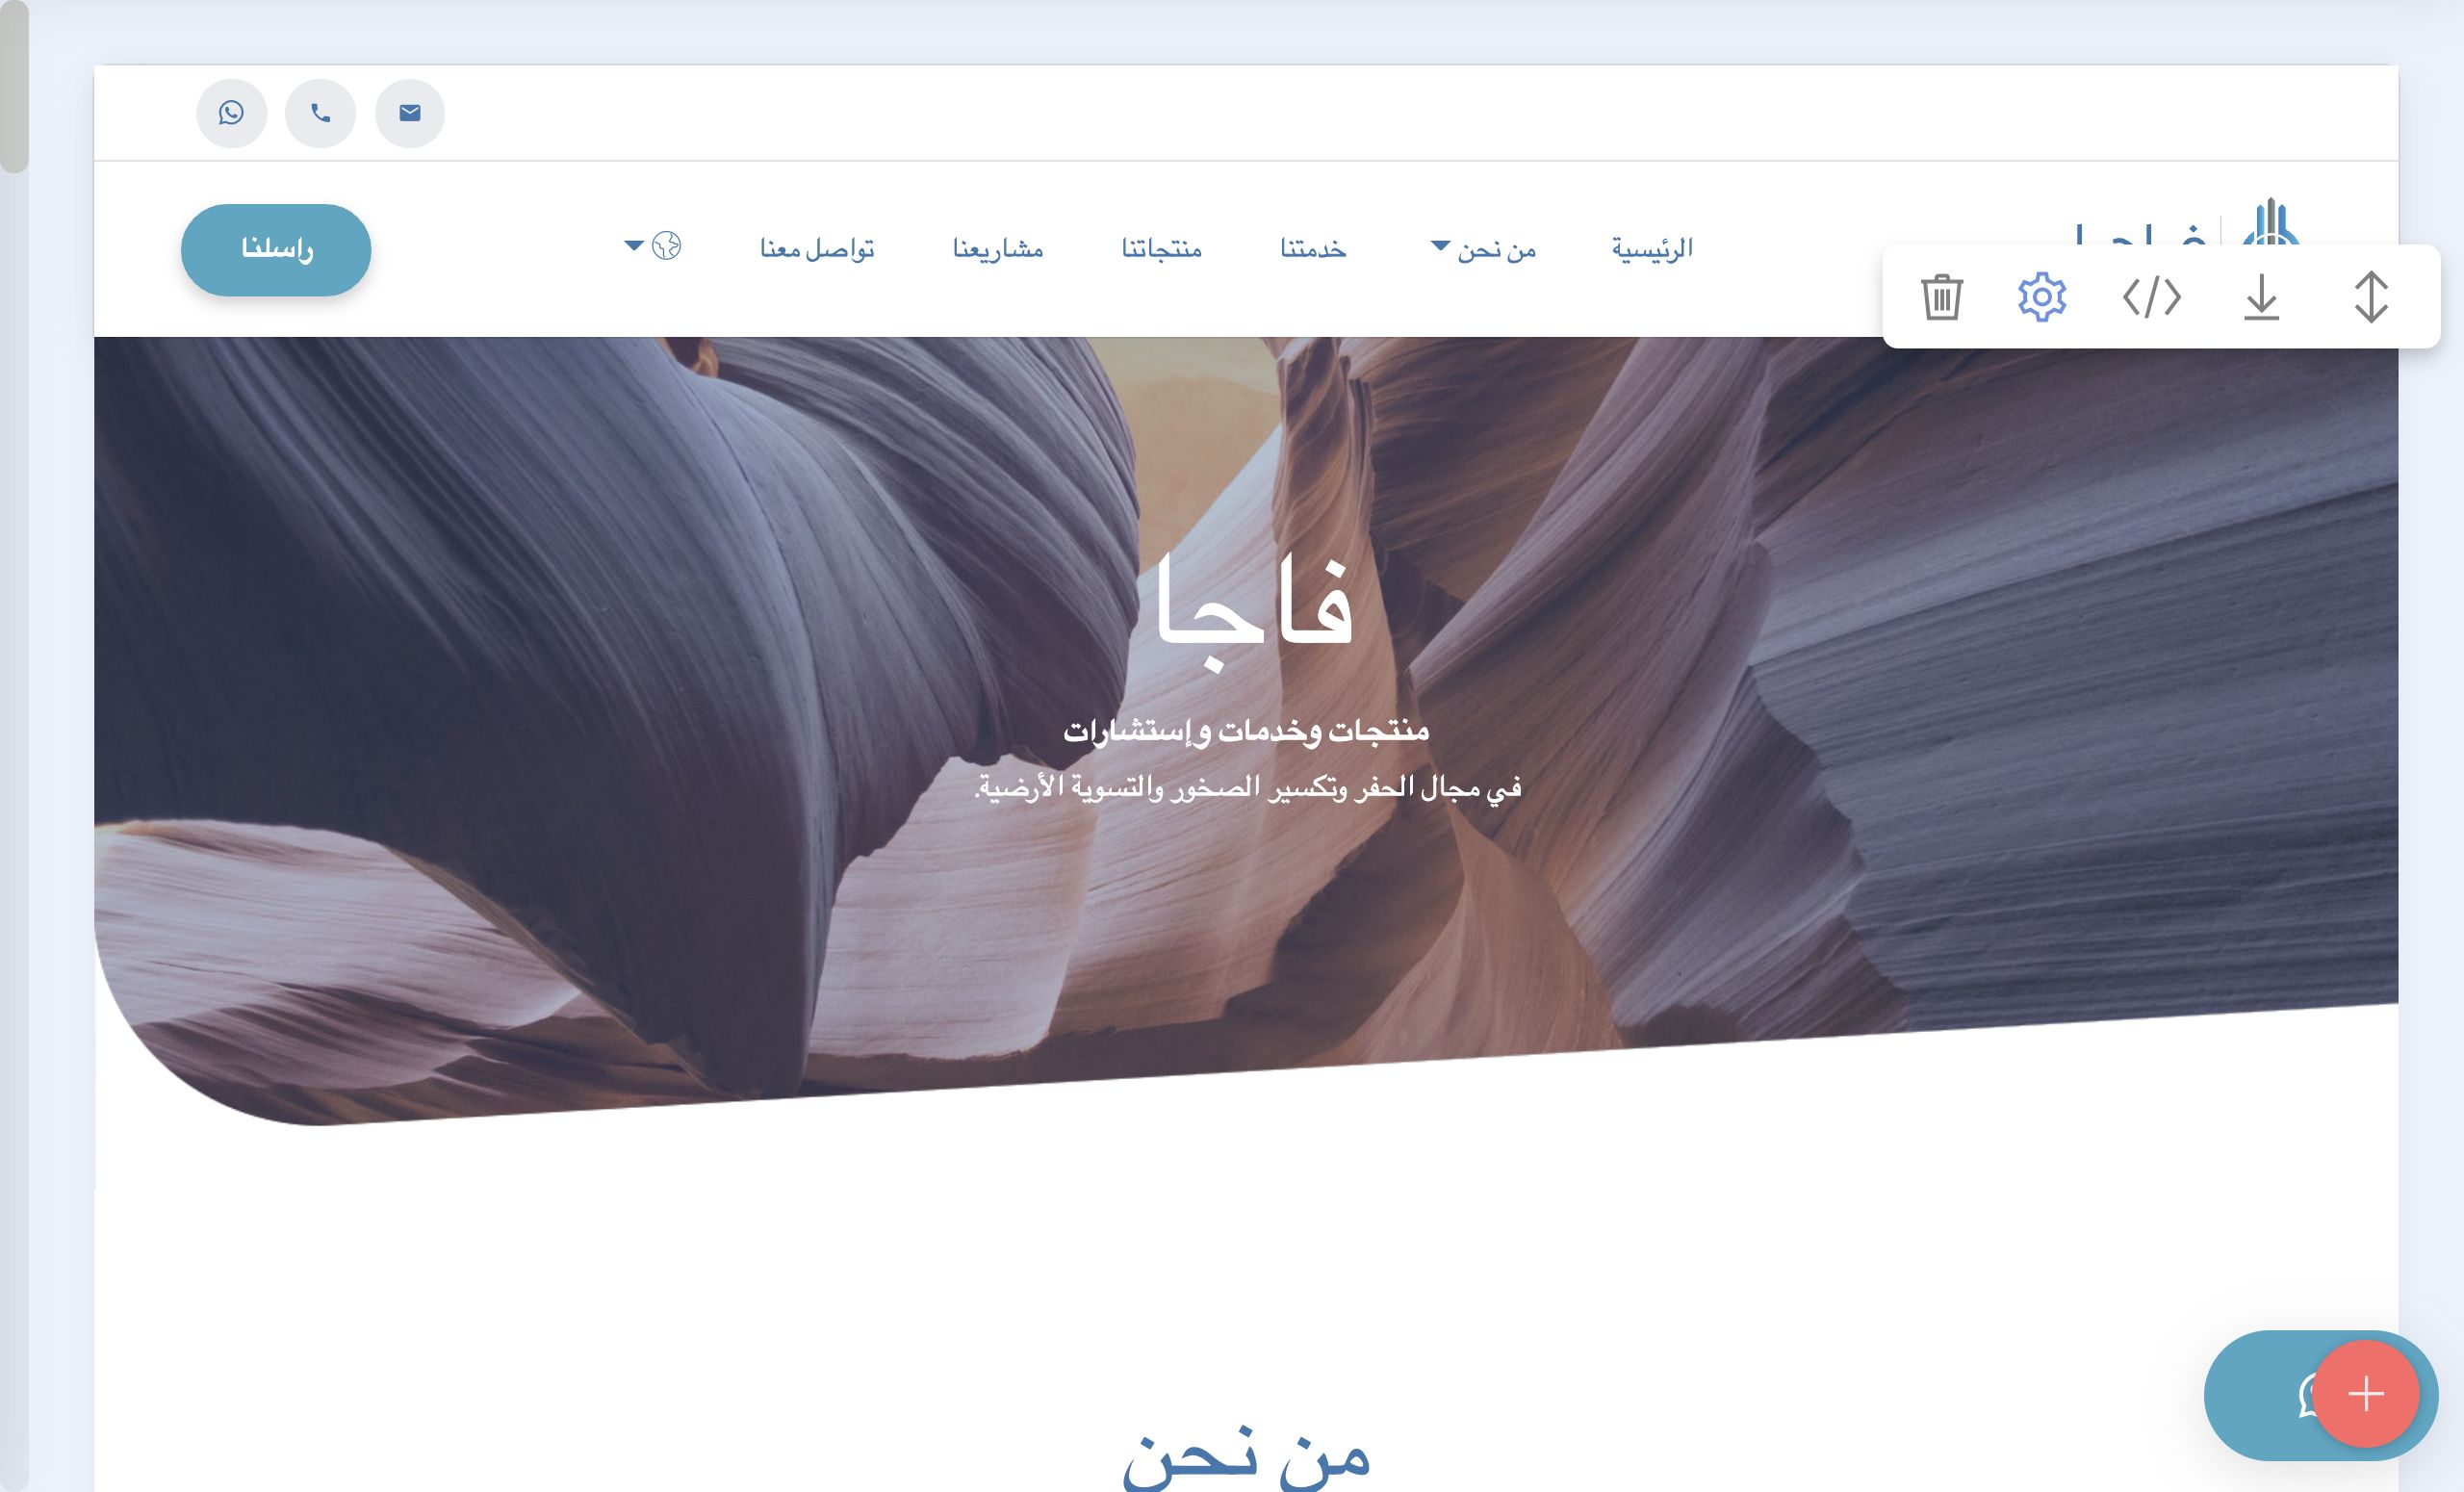 الرئيسية
من نحن
خدمتنا
منتجاتنا
مشاريعنا
تواصل معنا
راسلنا
فاجا
منتجات وخدمات وإستشارات
في مجال الحفر وتكسير الصخور والتسوية الأرضية.
من نحن